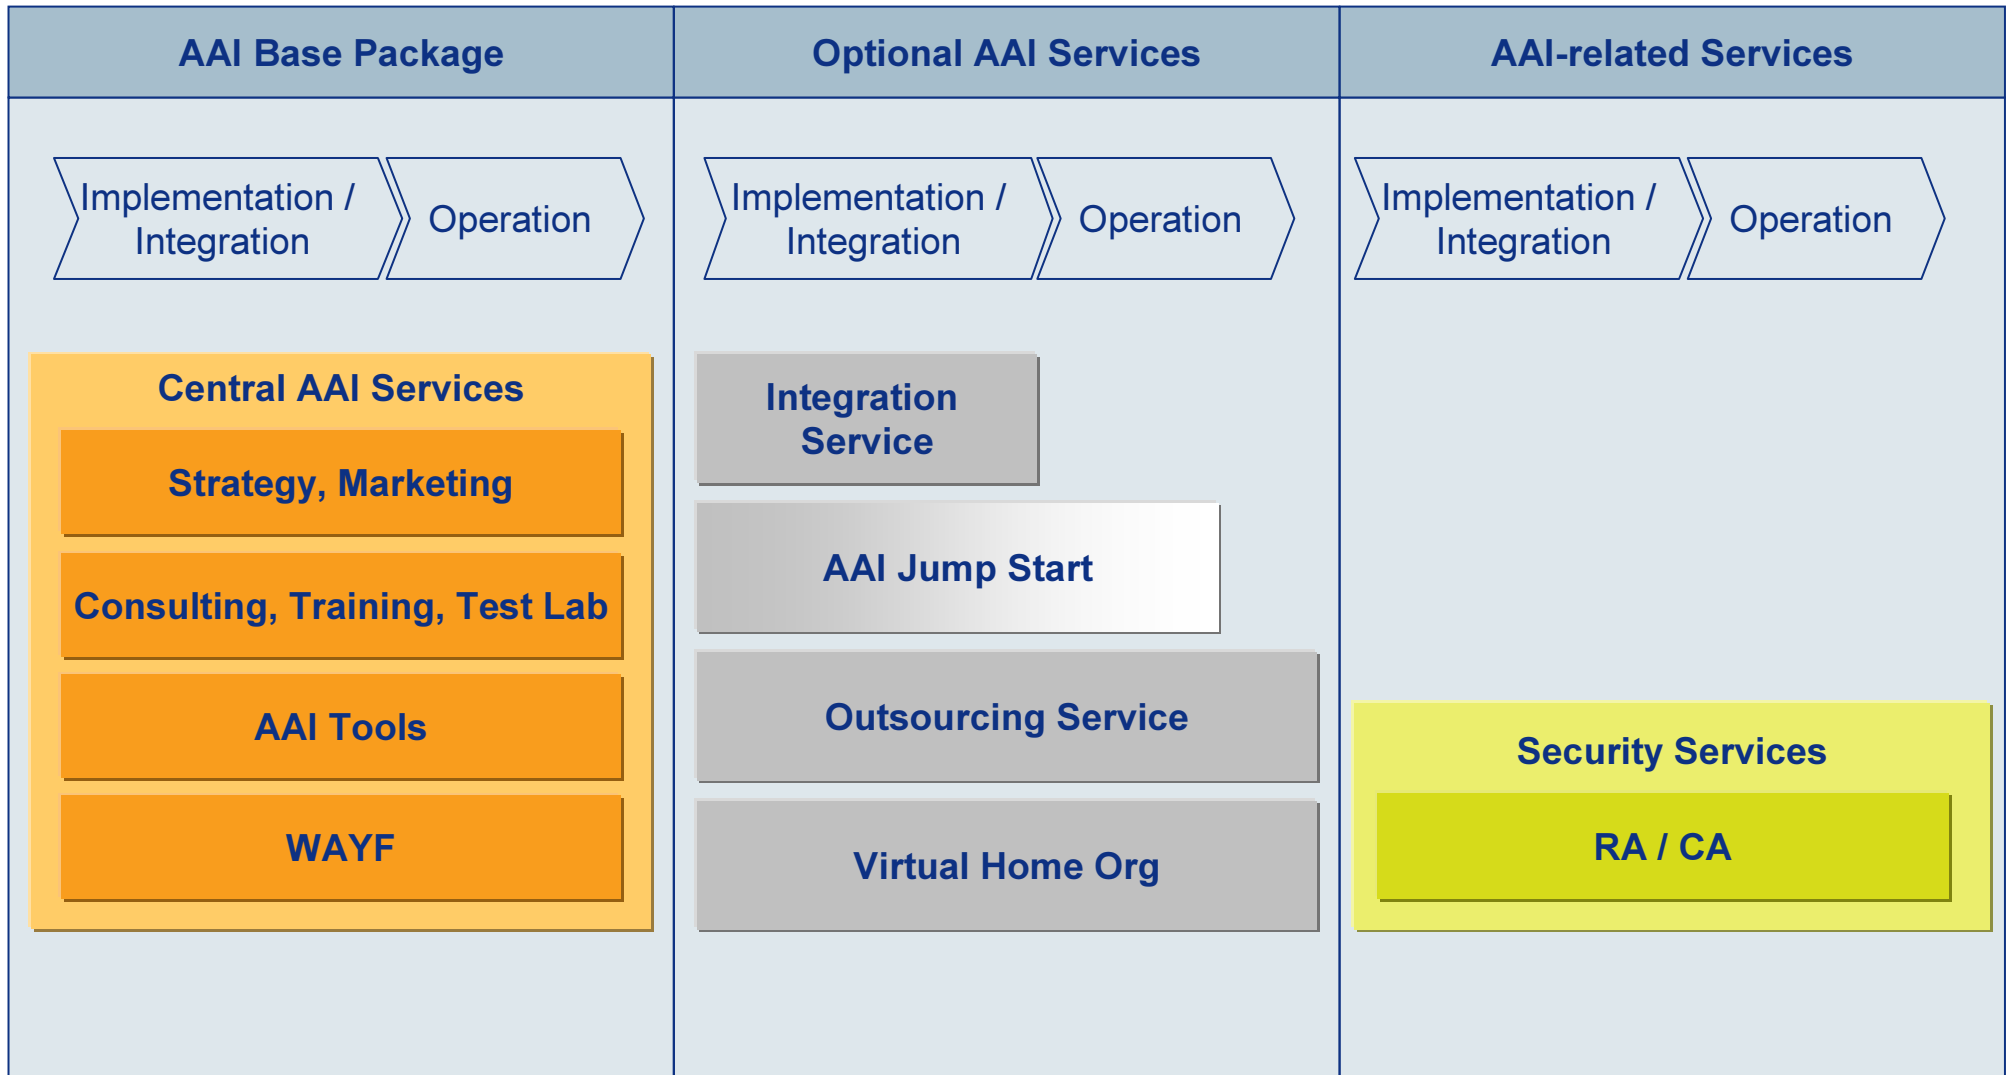 AAI Base Package
Optional AAI Services
AAI-related Services
Implementation /
Integration
Operation
Implementation /
Integration
Operation
Implementation /
Integration
Operation
Central AAI Services
Strategy, Marketing
Consulting, Training, Test Lab
AAI Tools
WAYF
Integration
Service
AAI Jump Start
Outsourcing Service
Virtual Home Org
Security Services
RA / CA